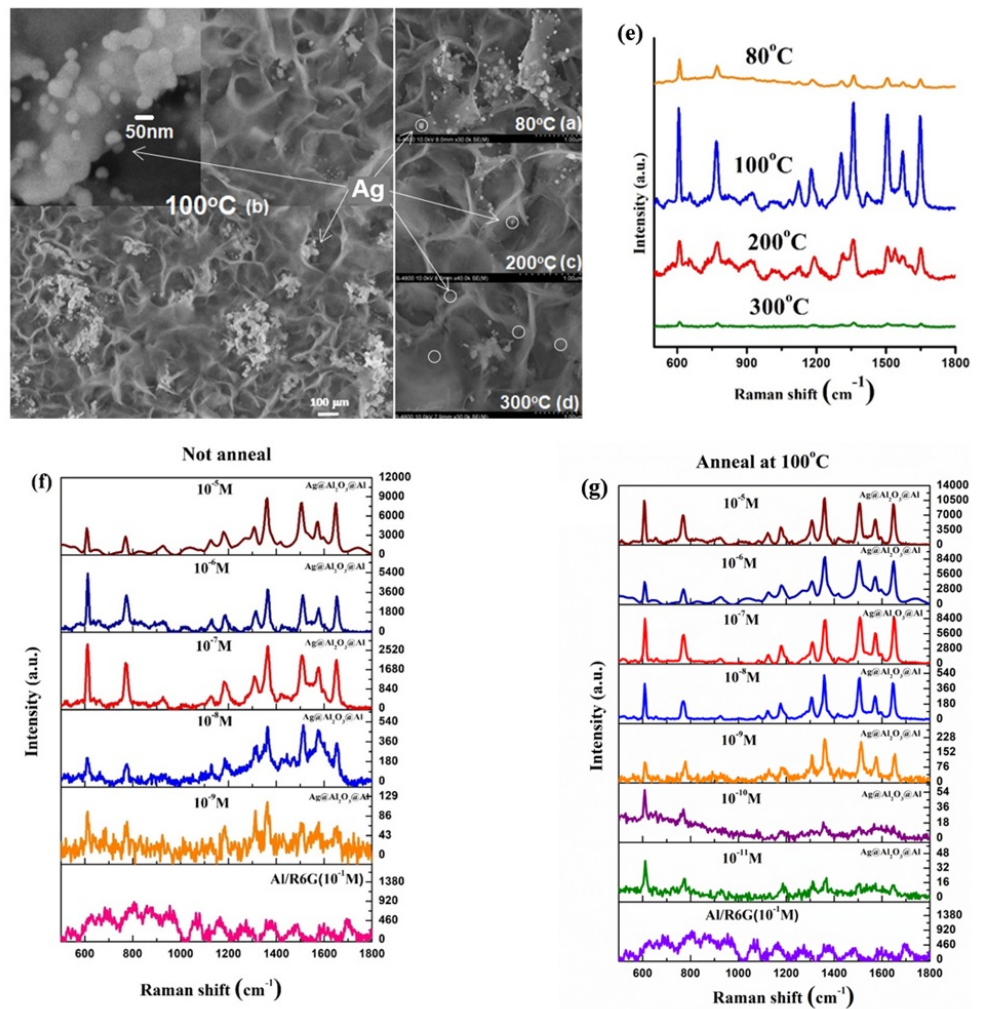 50nm
100°C (b)
Ag
100 µm
80°C (a)
200°C (c)
300°C (d)
(e)
80°C
100°C
200°C
300°C
Intensity (a.u.)
600 900 1200 1500 1800
Raman shift (cm⁻¹)
(f)
Not anneal
10⁻⁵M
Ag@Al₂O₃@Al
12000
9000
6000
3000
0
10⁻⁶M
Ag@Al₂O₃@Al
5400
3600
1800
0
10⁻⁷M
Ag@Al₂O₃@Al
2520
1680
840
0
10⁻⁸M
Ag@Al₂O₃@Al
540
360
180
0
10⁻⁹M
Ag@Al₂O₃@Al
129
86
43
0
Al/R6G(10⁻¹M)
1380
920
460
0
Intensity (a.u.)
600 800 1000 1200 1400 1600 1800
Raman shift (cm⁻¹)
(g)
Anneal at 100°C
10⁻⁵M
Ag@Al₂O₃@Al
14000
10500
7000
3500
0
10⁻⁶M
Ag@Al₂O₃@Al
8400
5600
2800
0
10⁻⁷M
Ag@Al₂O₃@Al
8400
5600
2800
0
10⁻⁸M
Ag@Al₂O₃@Al
540
360
180
0
10⁻⁹M
Ag@Al₂O₃@Al
228
152
76
0
10⁻¹⁰M
Ag@Al₂O₃@Al
54
36
18
0
10⁻¹¹M
Ag@Al₂O₃@Al
48
32
16
0
Al/R6G(10⁻¹M)
1380
920
460
0
Intensity (a.u.)
600 800 1000 1200 1400 1600 1800
Raman shift (cm⁻¹)